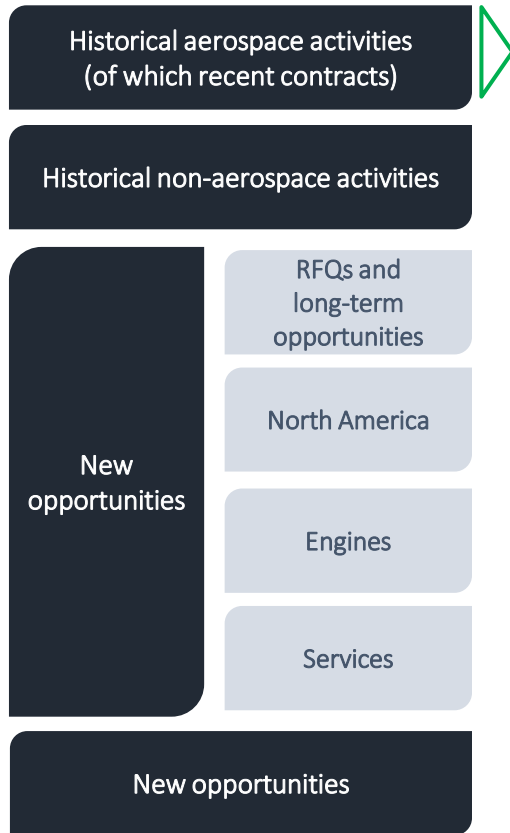 Historical aerospace activities
(of which recent contracts)
Historical non-aerospace activities
New
opportunities
RFQs and
long-term
opportunities
North America
Engines
Services
New opportunities